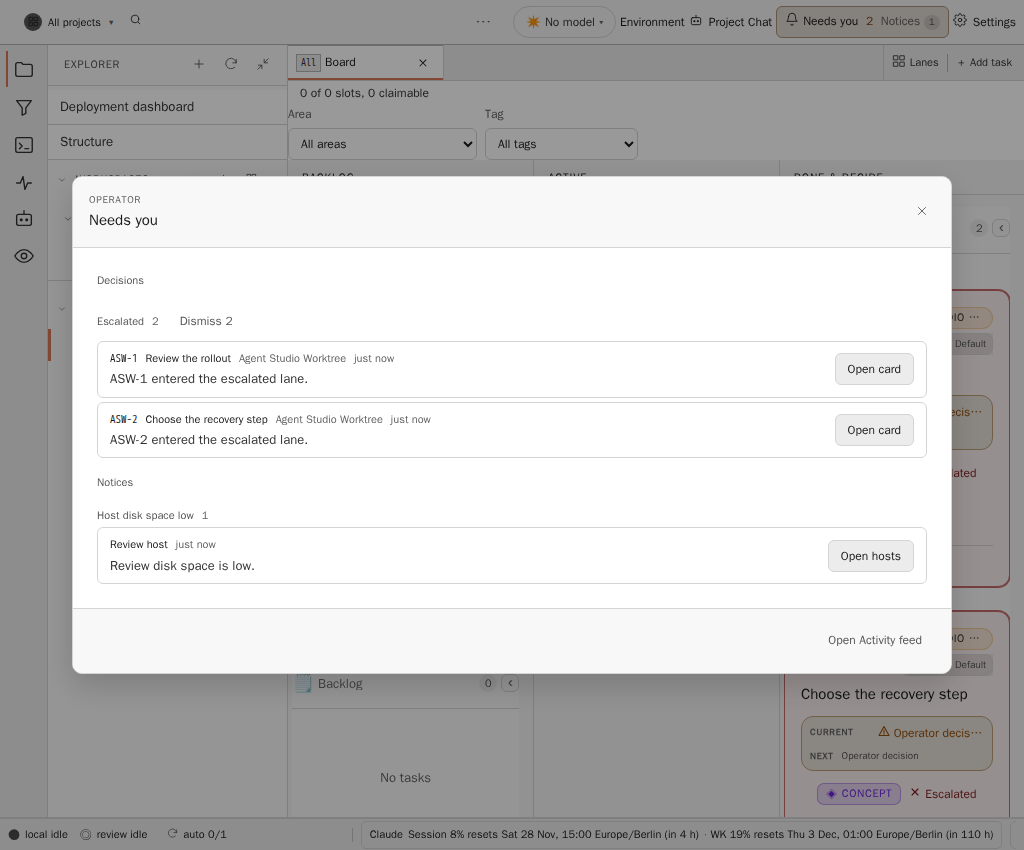 All projects
No model
Environment
Project Chat
Needs you 2 Notices 1
Settings
EXPLORER
All Board
Lanes
+ Add task
Deployment dashboard
Structure
0 of 0 slots, 0 claimable
Area
Tag
All areas
All tags
OPERATOR
Needs you
Decisions
Escalated 2 Dismiss 2
ASW-1 Review the rollout Agent Studio Worktree just now
ASW-1 entered the escalated lane.
Open card
ASW-2 Choose the recovery step Agent Studio Worktree just now
ASW-2 entered the escalated lane.
Open card
Notices
Host disk space low 1
Review host just now
Review disk space is low.
Open hosts
Open Activity feed
2
Default
Default
Backlog 0
No tasks
Choose the recovery step
CURRENT Operator decis···
NEXT Operator decision
CONCEPT Escalated
local idle
review idle
auto 0/1
Claude Session 8% resets Sat 28 Nov, 15:00 Europe/Berlin (in 4 h) · WK 19% resets Thu 3 Dec, 01:00 Europe/Berlin (in 110 h)